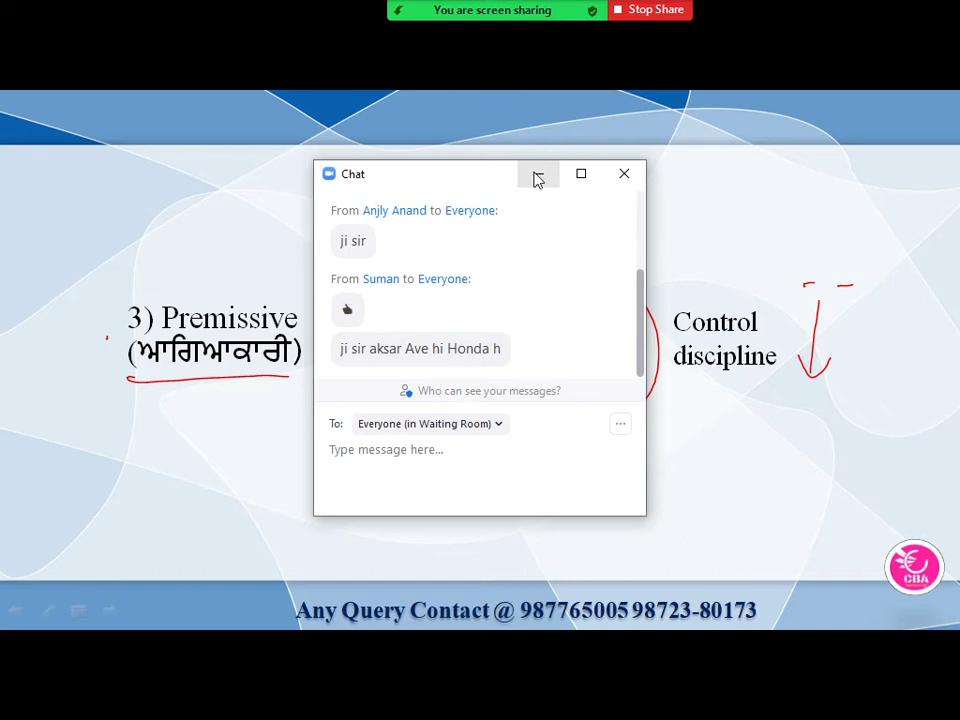 You are screen sharing
Stop Share
Chat
From Anjly Anand to Everyone:
ji sir
From Suman to Everyone:
ji sir aksar Ave hi Honda h
Who can see your messages?
To: Everyone (in Waiting Room)
Type message here...
3) Premissive
(ਆਗਿਆਕਾਰੀ)
Control
discipline
CBA
Any Query Contact @ 98776500598723-80173